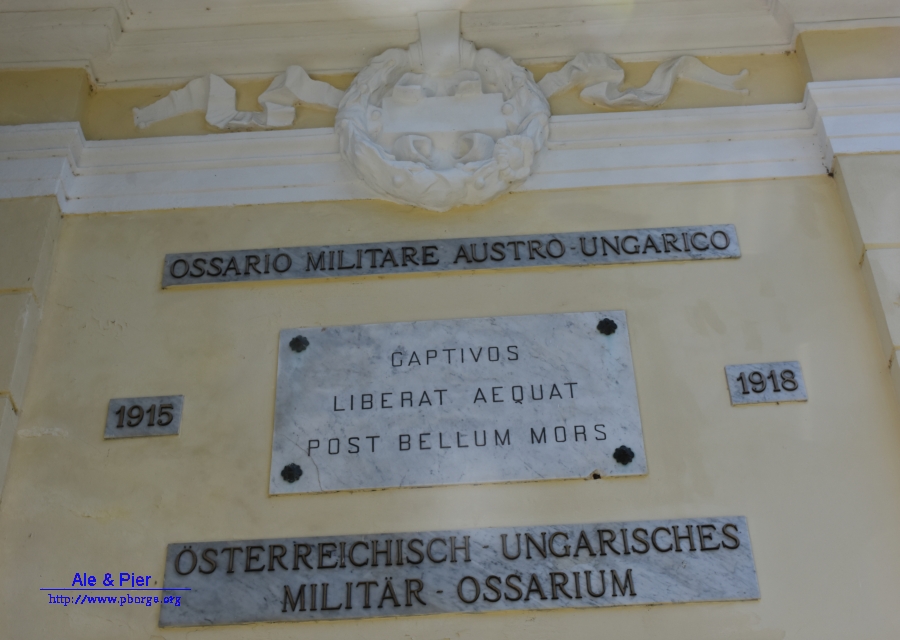 OSSARIO MILITARE AUSTRO-UNGARICO
CAPTIVOS
LIBERAT AEQUAT
POST BELLUM MORS
1915
1918
ÖSTERREICHISCH-UNGARISCHES
MILITÄR-OSSARIUM
Ale & Pier
http://www.pborga.org